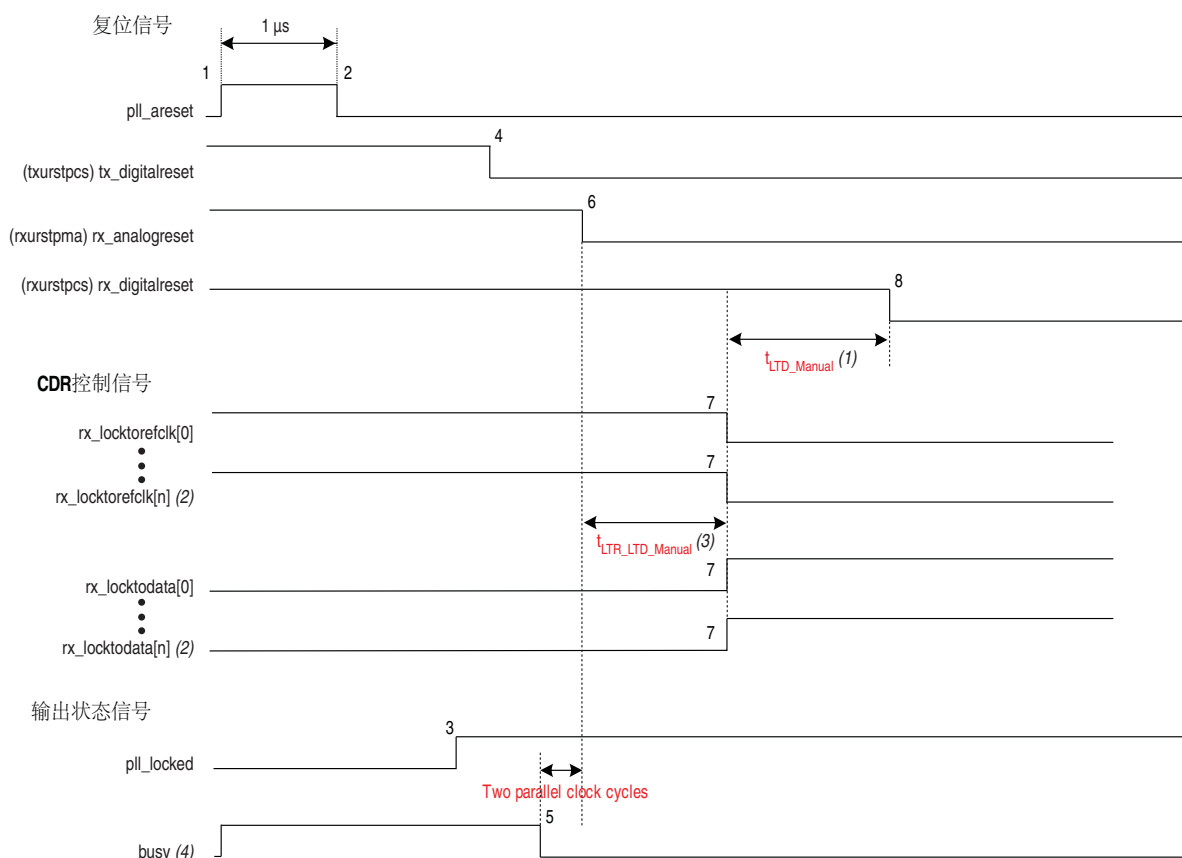 复位信号
1 µs
1
2
pll_areset
4
(txurstpcs) tx_digitalreset
6
(rxurstpma) rx_analogreset
(rxurstpcs) rx_digitalreset
8
tLTD_Manual (1)
CDR控制信号
7
rx_locktorefclk[0]
7
rx_locktorefclk[n] (2)
tLTR_LTD_Manual (3)
7
rx_locktodata[0]
7
rx_locktodata[n] (2)
输出状态信号
3
pll_locked
Two parallel clock cycles
5
busy (4)